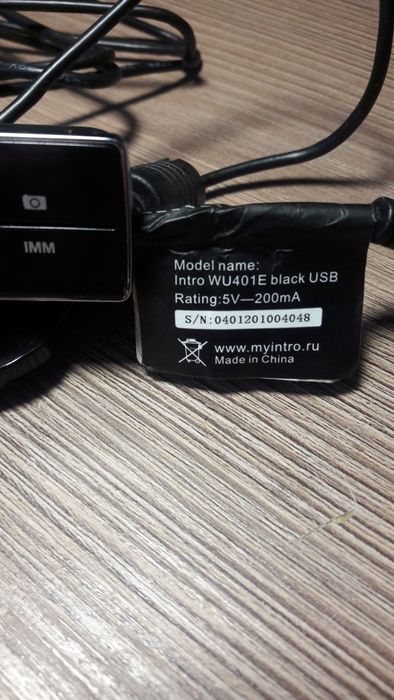 IMM
Model name:
Intro WU401E black USB
Rating:5V—200mA
S/N:0401201004048
www.myintro.ru
Made in China